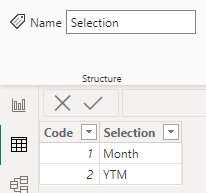 Name Selection
Structure
Code Selection
1 Month
2 YTM